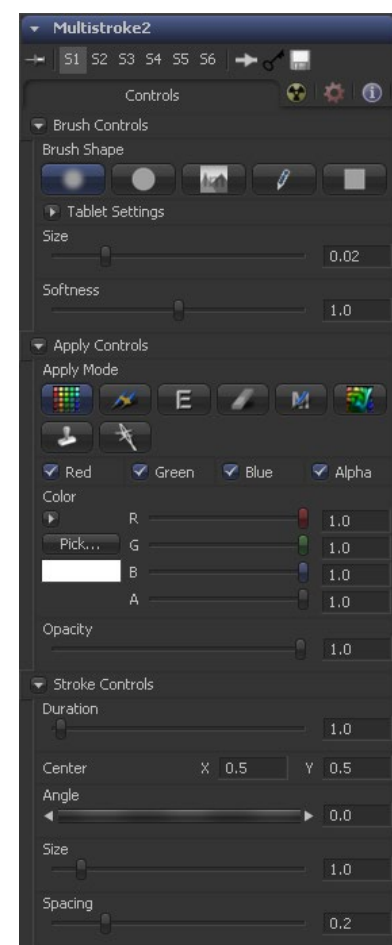 Multistroke2
S1 S2 S3 S4 S5 S6
Controls
Brush Controls
Brush Shape
Tablet Settings
Size
0.02
Softness
1.0
Apply Controls
Apply Mode
E M
Red Green Blue Alpha
Color
R 1.0
Pick... G 1.0
B 1.0
A 1.0
Opacity
1.0
Stroke Controls
Duration
1.0
Center X 0.5 Y 0.5
Angle
0.0
Size
1.0
Spacing
0.2